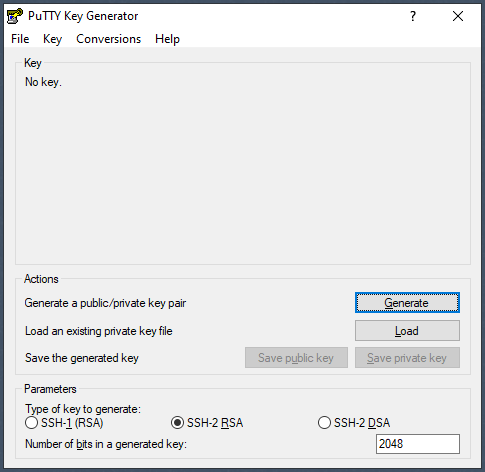 PuTTY Key Generator ?
File Key Conversions Help
Key
No key.
Actions
Generate a public/private key pair Generate
Load an existing private key file Load
Save the generated key Save public key Save private key
Parameters
Type of key to generate:
SSH-1 (RSA) SSH-2 RSA SSH-2 DSA
Number of bits in a generated key: 2048